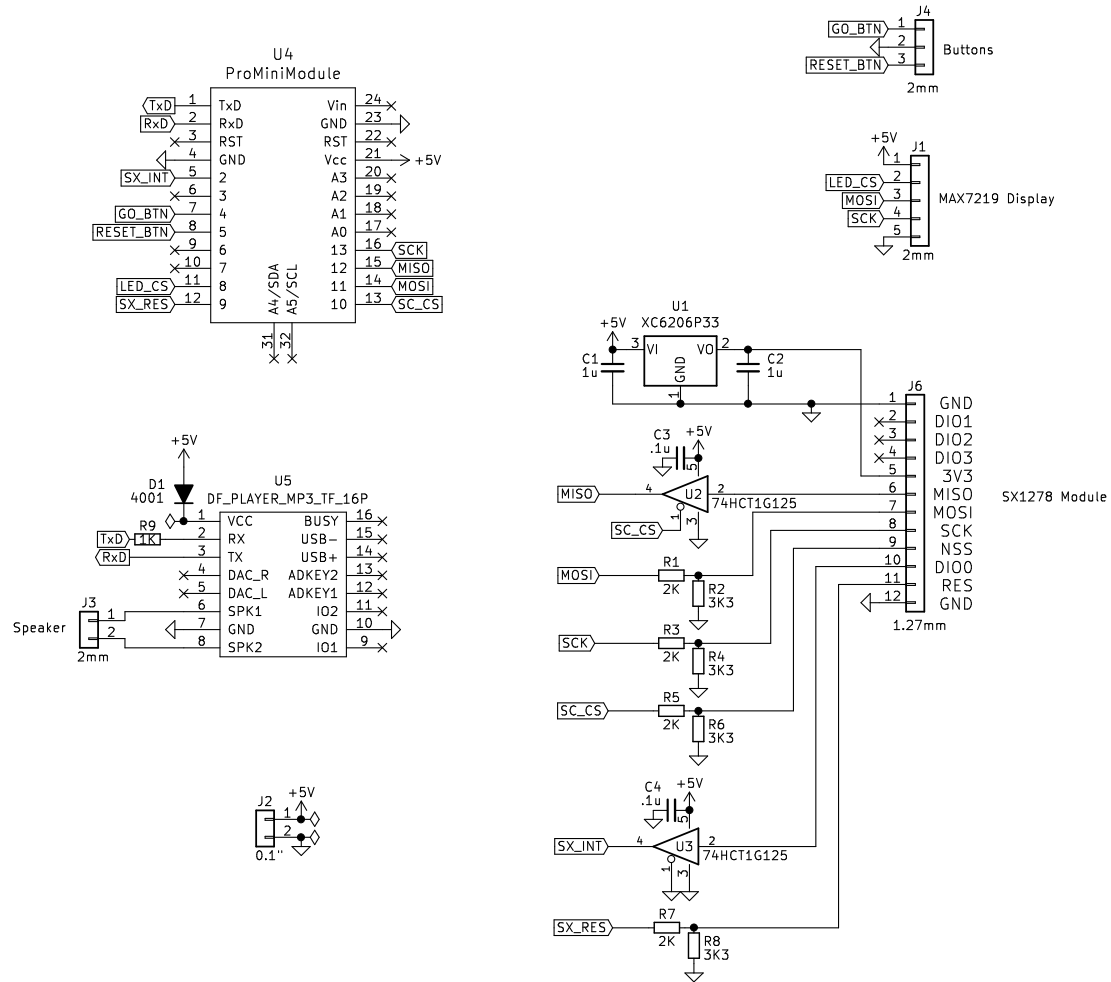 U4
ProMiniModule
TxD 1 TxD Vin 24
RxD 2 RxD GND 23
3 RST RST 22
4 GND Vcc 21 +5V
SX_INT 5 2 A3 20
6 3 A2 19
GO_BTN 7 4 A1 18
RESET_BTN 8 5 A0 17
9 6 13 16 SCK
10 7 12 15 MISO
LED_CS 11 8 11 14 MOSI
SX_RES 12 9 10 13 SC_CS
A4/SDA A5/SCL
31 32
J4
GO_BTN 1
2 Buttons
RESET_BTN 3
2mm
+5V J1
1
LED_CS 2
MOSI 3 MAX7219 Display
SCK 4
5
2mm
U1
+5V XC6206P33
3 VI VO 2
C1 1u
GND
1
C2 1u
J6
1 GND
2 DIO1
3 DIO2
4 DIO3
5 3V3
6 MISO
7 MOSI
8 SCK
9 NSS
10 DIO0
11 RES
12 GND
1.27mm
SX1278 Module
C3 +5V
.1u
5
MISO 4 U2 2
74HCT1G125
1 3
SC_CS
MOSI R1
2K
R2
3K3
SCK R3
2K
R4
3K3
SC_CS R5
2K
R6
3K3
C4 +5V
.1u
5
SX_INT 4 U3 2
74HCT1G125
1 3
SX_RES R7
2K
R8
3K3
+5V
D1
4001
U5
DF_PLAYER_MP3_TF_16P
1 VCC BUSY 16
R9
TxD 1K 2 RX USB- 15
RxD 3 TX USB+ 14
4 DAC_R ADKEY2 13
5 DAC_L ADKEY1 12
6 SPK1 IO2 11
7 GND GND 10
8 SPK2 IO1 9
J3
1
Speaker
2
2mm
J2 +5V
1
2
0.1"